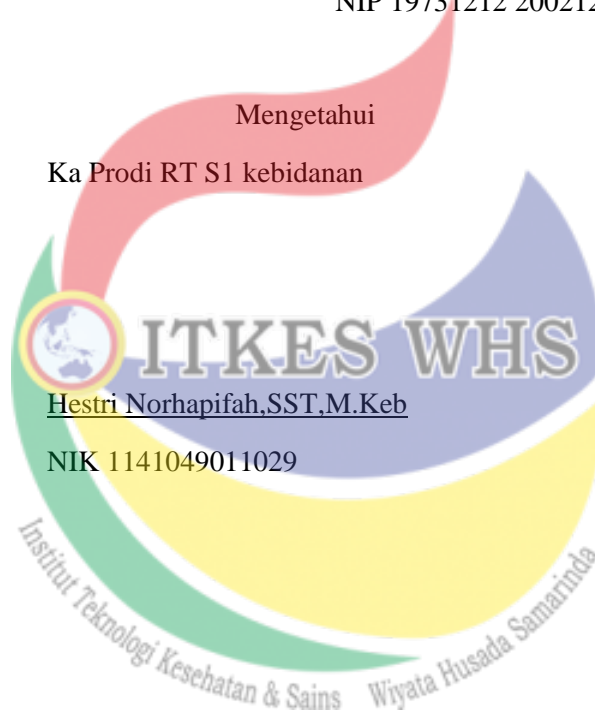 NIP 19731212 200212
Mengetahui
Ka Prodi RT S1 kebidanan
ITKES WHS
Hestri Norhapifah,SST,M.Keb
NIK 1141049011029
Institut Teknologi Kesehatan & Sains Wiyata Husada Samarinda